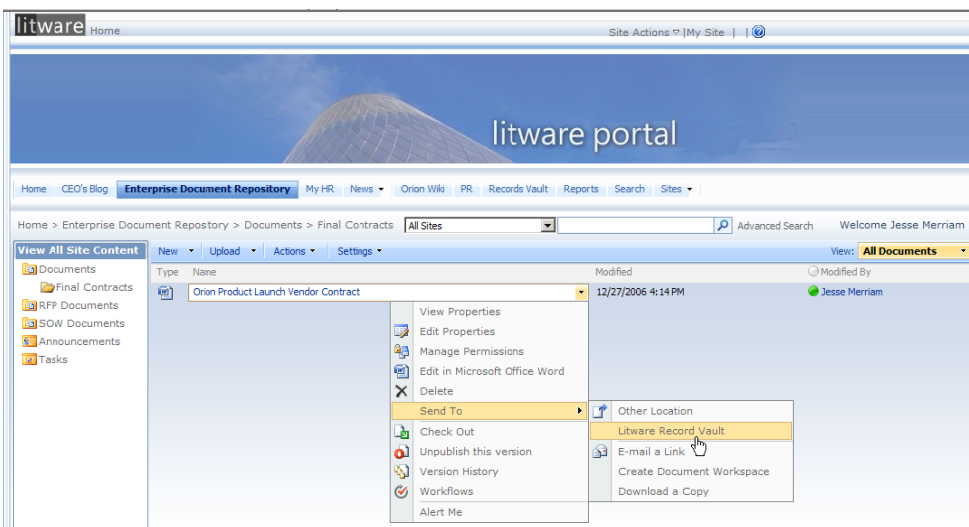 litware Home
Site Actions |My Site | |
litware portal
Home CEO's Blog Enterprise Document Repository My HR News Orion Wiki PR Records Vault Reports Search Sites
Home > Enterprise Document Repostory > Documents > Final Contracts All Sites Advanced Search Welcome Jesse Merriam
View All Site Content New Upload Actions Settings View: All Documents
Documents
Final Contracts
RFP Documents
SOW Documents
Announcements
Tasks
Type Name Modified Modified By
Orion Product Launch Vendor Contract 12/27/2006 4:14 PM Jesse Merriam
View Properties
Edit Properties
Manage Permissions
Edit in Microsoft Office Word
Delete
Send To
Check Out
Unpublish this version
Version History
Workflows
Alert Me
Other Location
Litware Record Vault
E-mail a Link
Create Document Workspace
Download a Copy